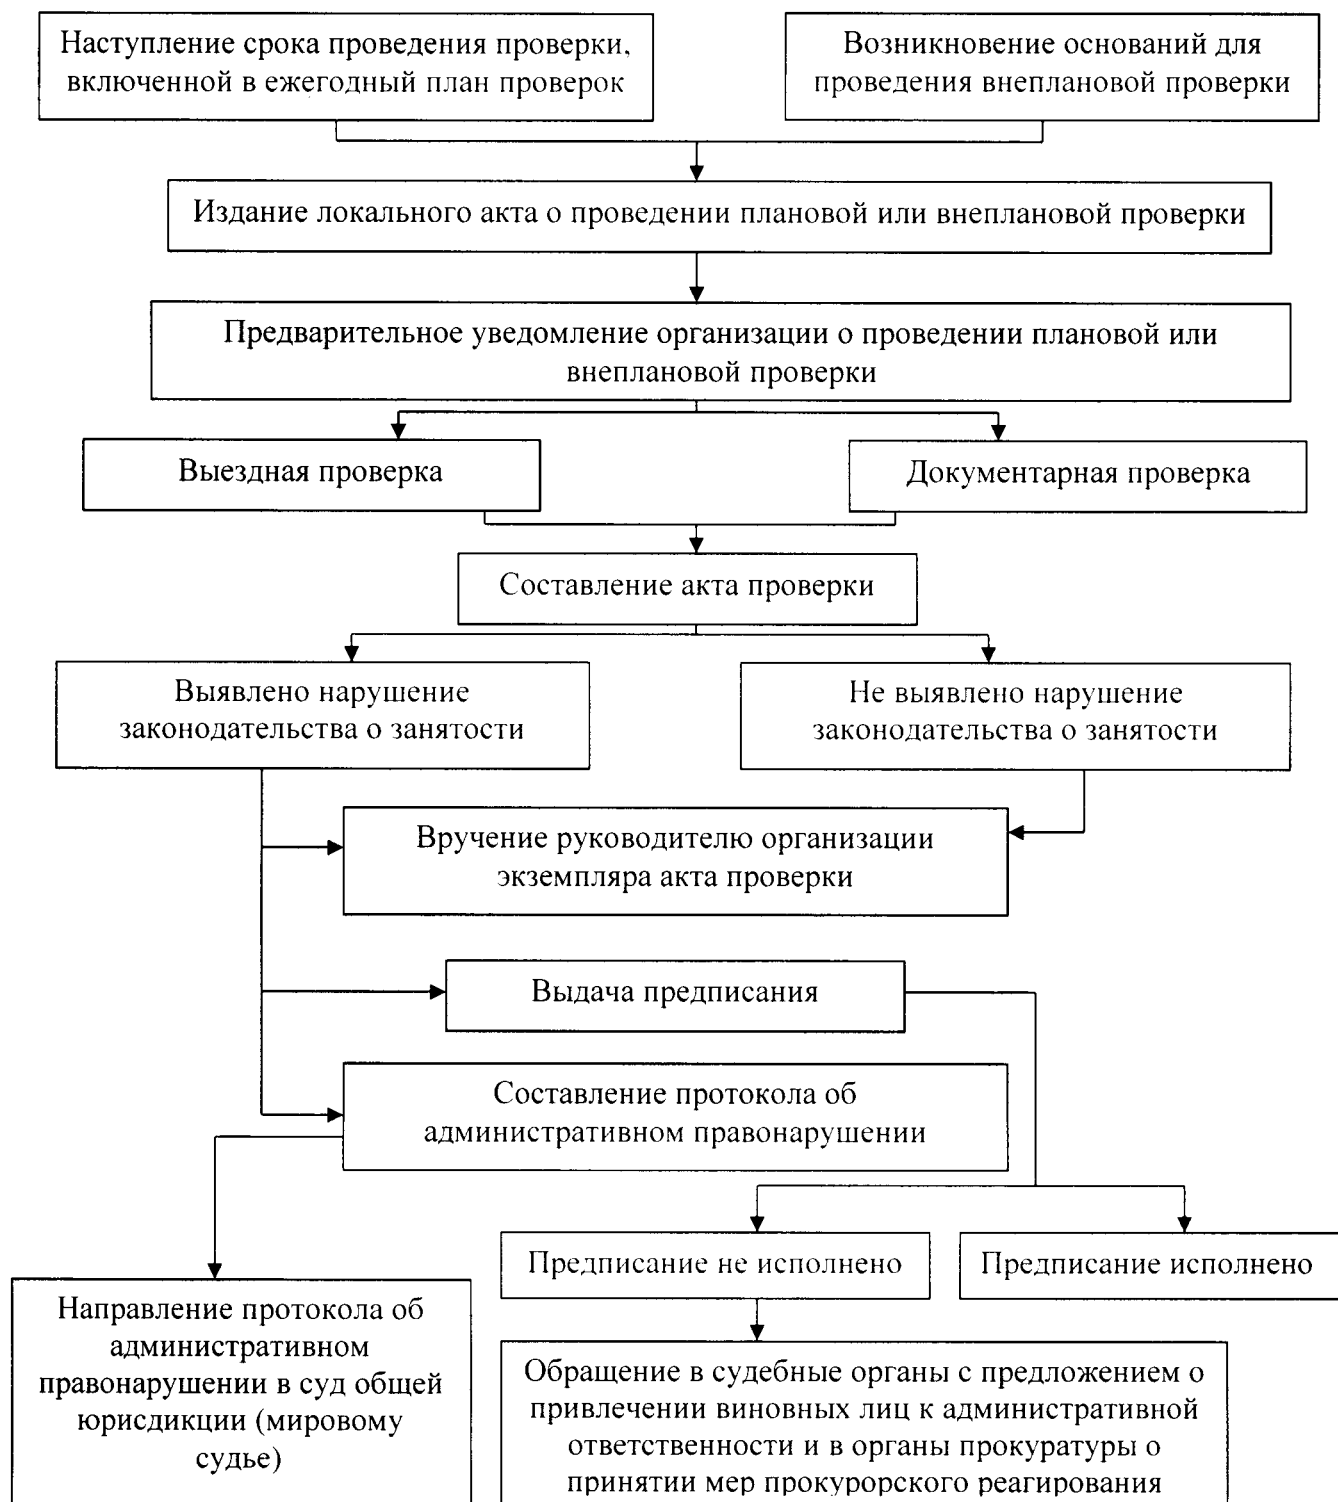 Наступление срока проведения проверки,
включенной в ежегодный план проверок
Возникновение оснований для
проведения внеплановой проверки
Издание локального акта о проведении плановой или внеплановой проверки
Предварительное уведомление организации о проведении плановой или
внеплановой проверки
Выездная проверка
Документарная проверка
Составление акта проверки
Выявлено нарушение
законодательства о занятости
Не выявлено нарушение
законодательства о занятости
Вручение руководителю организации
экземпляра акта проверки
Выдача предписания
Составление протокола об
административном правонарушении
Предписание не исполнено
Предписание исполнено
Направление протокола об
административном
правонарушении в суд общей
юрисдикции (мировому
судье)
Обращение в судебные органы с предложением о
привлечении виновных лиц к административной
ответственности и в органы прокуратуры о
принятии мер прокурорского реагирования